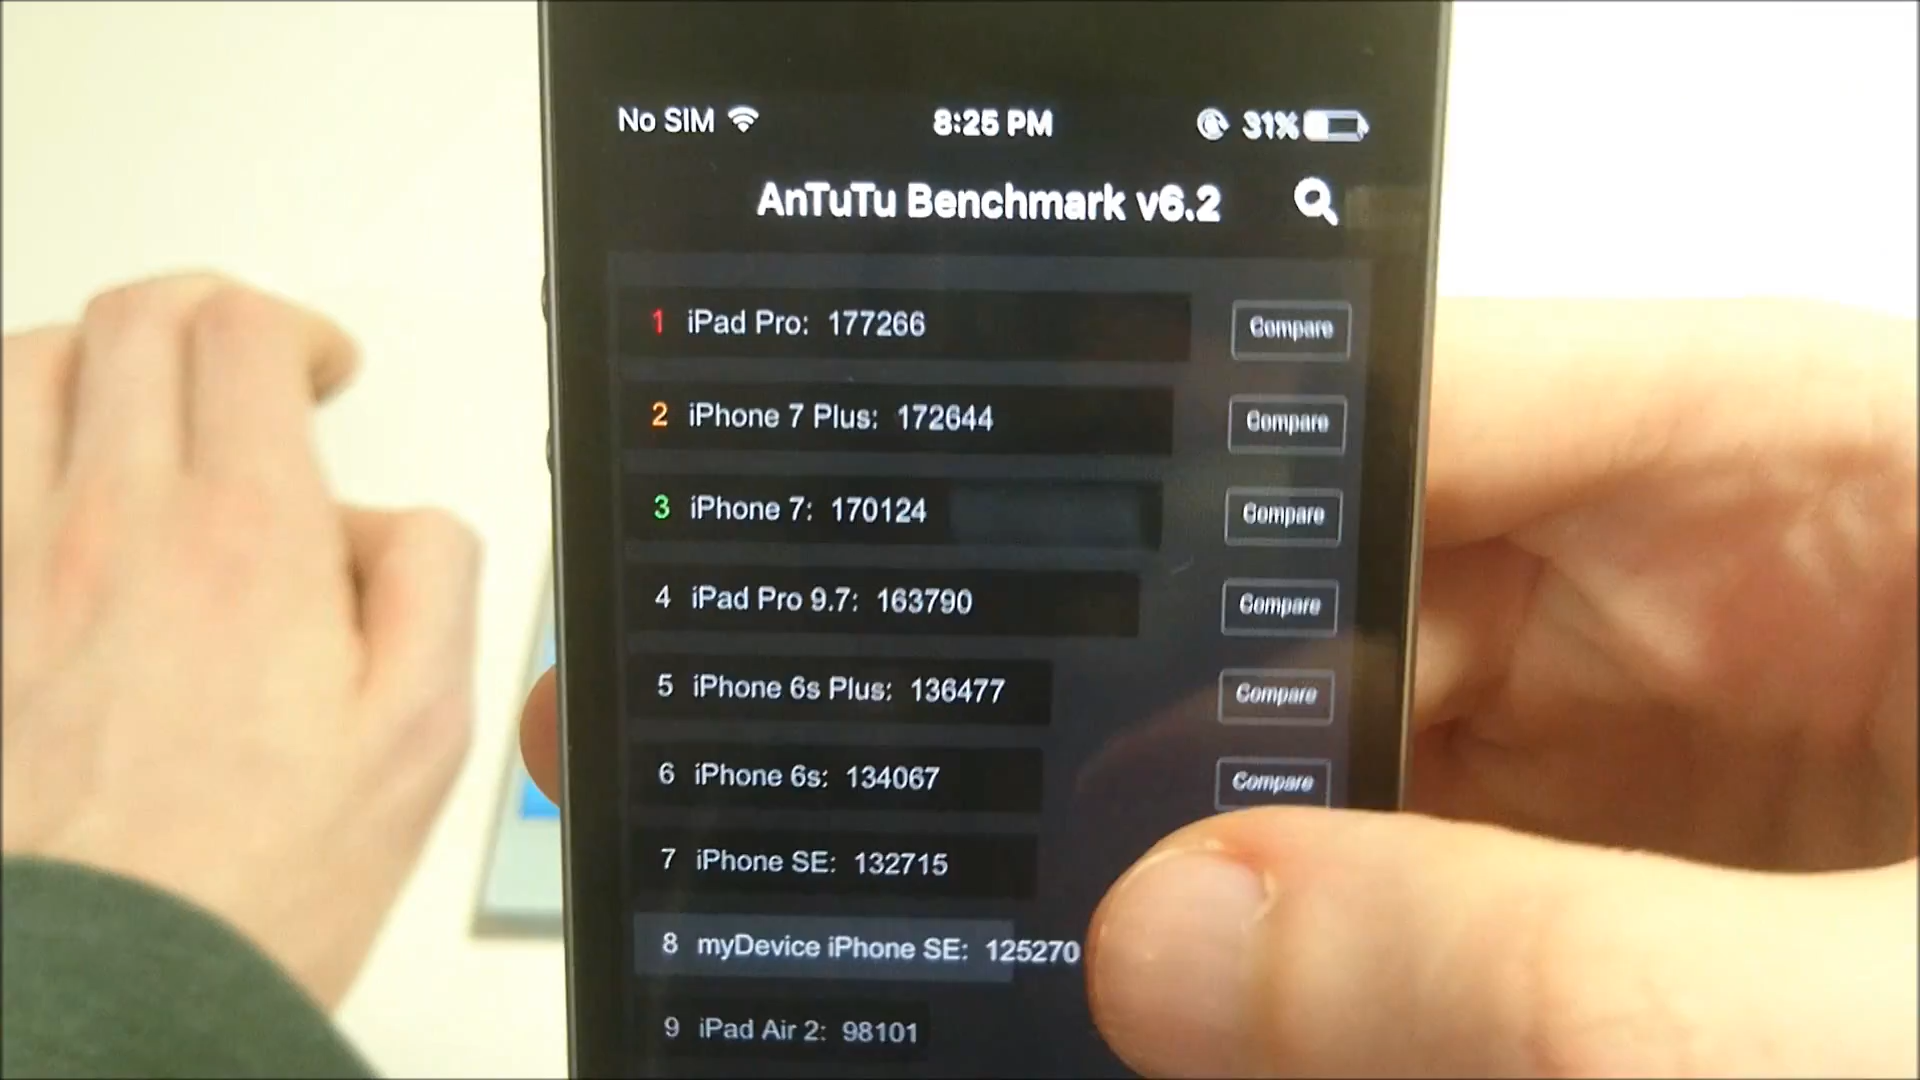 No SIM 8:25 PM 31%
AnTuTu Benchmark v6.2
1 iPad Pro: 177266 Compare
2 iPhone 7 Plus: 172644 Compare
3 iPhone 7: 170124 Compare
4 iPad Pro 9.7: 163790 Compare
5 iPhone 6s Plus: 136477 Compare
6 iPhone 6s: 134067 Compare
7 iPhone SE: 132715
8 myDevice iPhone SE: 125270
9 iPad Air 2: 98101